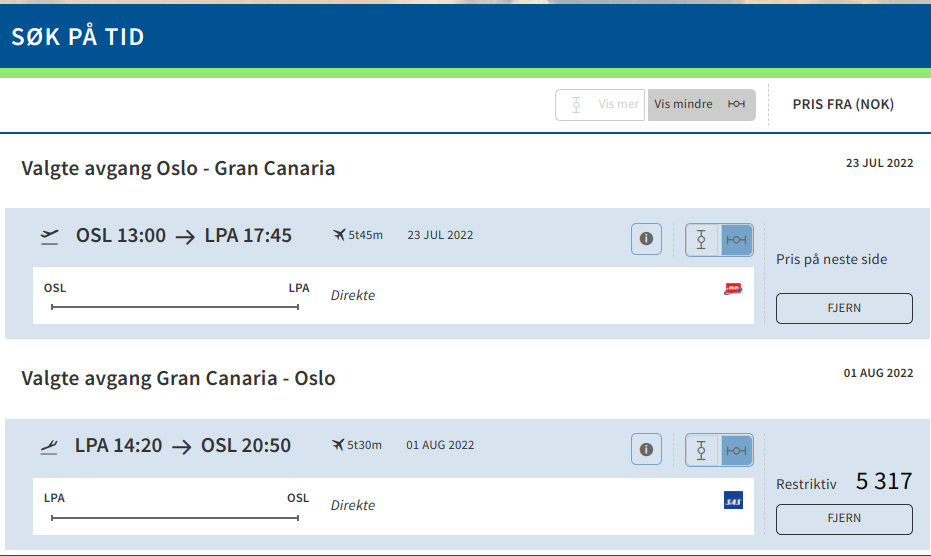 SØK PÅ TID
Vis mer
Vis mindre
PRIS FRA (NOK)
Valgte avgang Oslo - Gran Canaria
23 JUL 2022
OSL 13:00 → LPA 17:45
5t45m
23 JUL 2022
Pris på neste side
OSL
LPA
Direkte
FJERN
Valgte avgang Gran Canaria - Oslo
01 AUG 2022
LPA 14:20 → OSL 20:50
5t30m
01 AUG 2022
Restriktiv 5 317
LPA
OSL
Direkte
SAS
FJERN